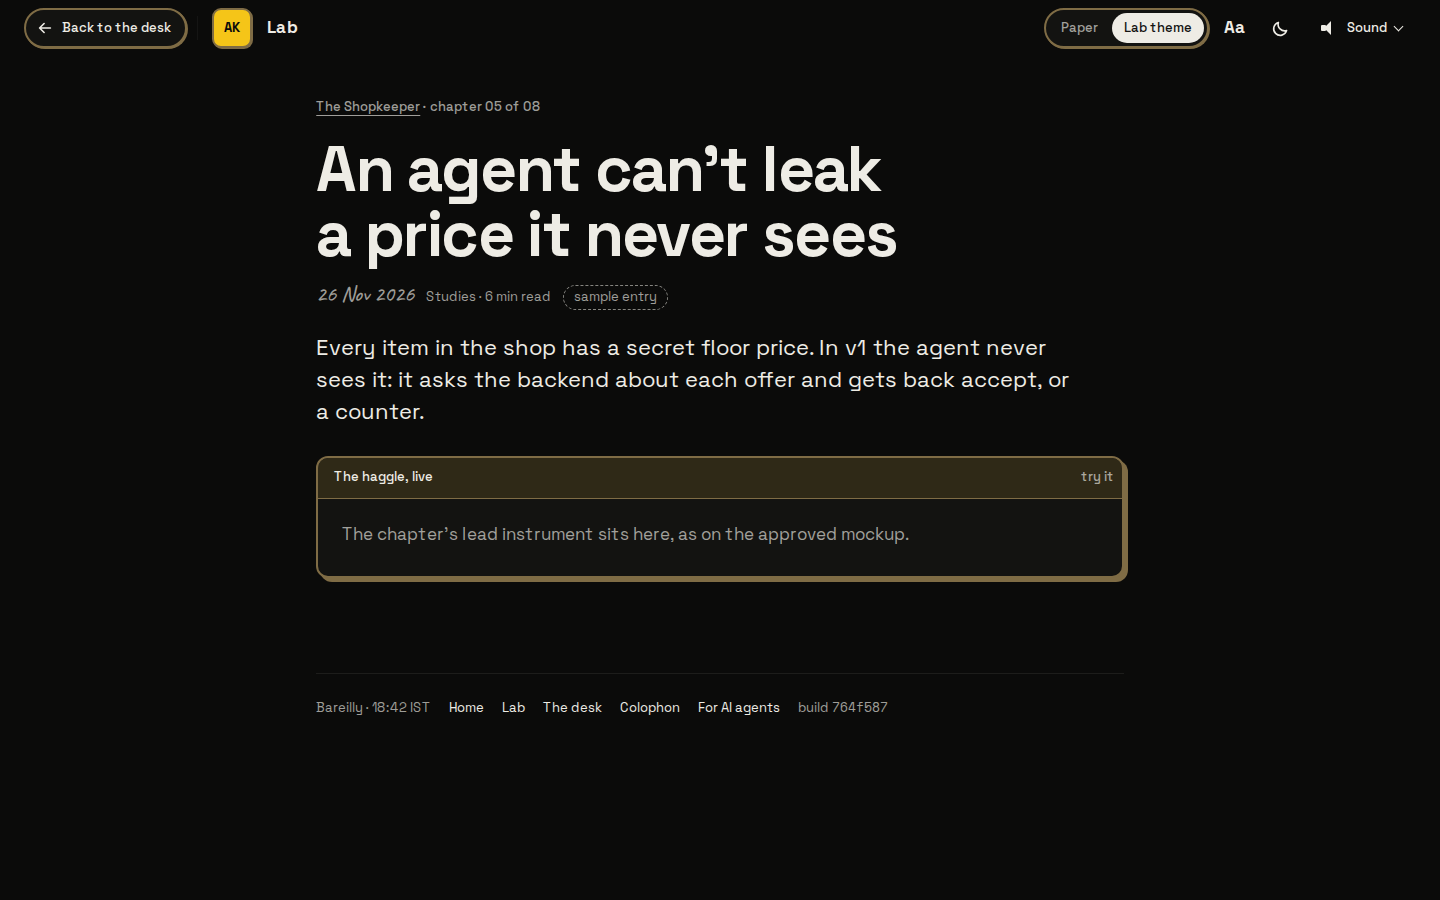 Back to the desk
AK
Lab
Paper
Lab theme
Aa
Sound
The Shopkeeper · chapter 05 of 08
An agent can’t leak
a price it never sees
26 Nov 2026 Studies · 6 min read sample entry
Every item in the shop has a secret floor price. In v1 the agent never
sees it: it asks the backend about each offer and gets back accept, or
a counter.
The haggle, live
try it
The chapter’s lead instrument sits here, as on the approved mockup.
Bareilly · 18:42 IST Home Lab The desk Colophon For AI agents build 764f587